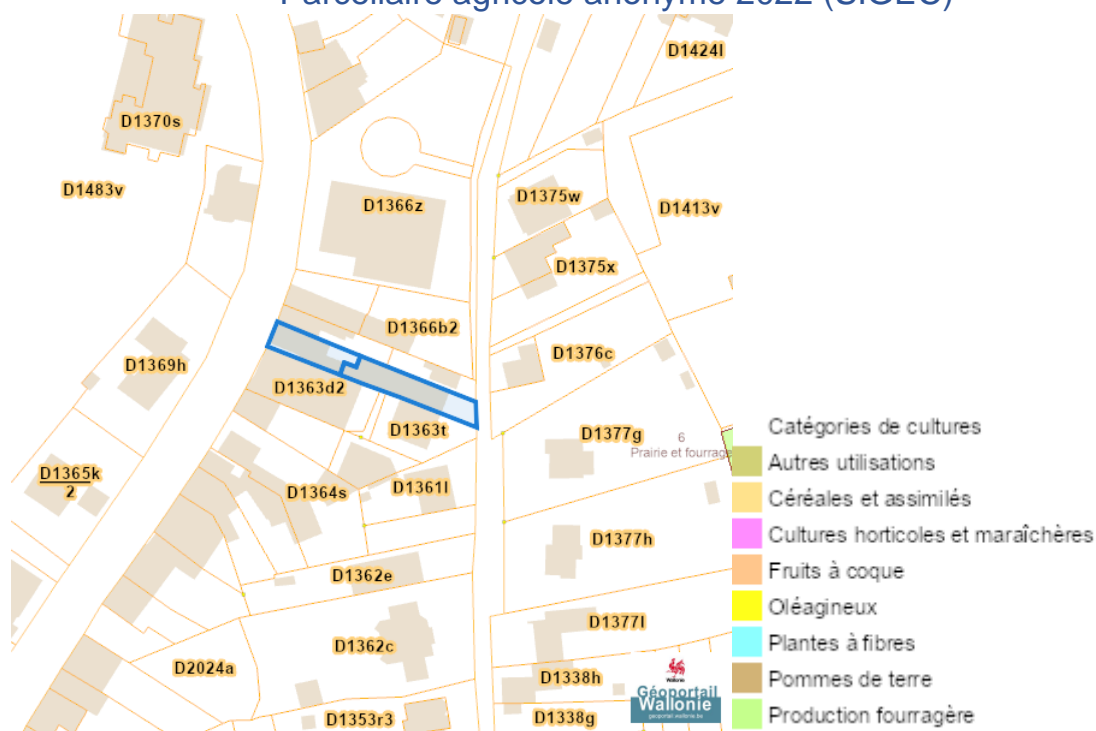 Parcellaire agricole anonyme 2022 (SIGEC)
D1424l
D1370s
D1483v
D1366z
D1375w
D1413v
D1375x
D1366b2
D1369h
D1376c
D1363d2
D1363t
D1377g
6
Prairie et fourrage
D1365k
2
D1364s
D1361l
D1377h
D1362e
D1377l
D1362c
D2024a
D1338h
D1353r3
D1338g
Wallonie
Géoportail
Wallonie
geoportail.wallonie.be
Catégories de cultures
Autres utilisations
Céréales et assimilés
Cultures horticoles et maraîchères
Fruits à coque
Oléagineux
Plantes à fibres
Pommes de terre
Production fourragère